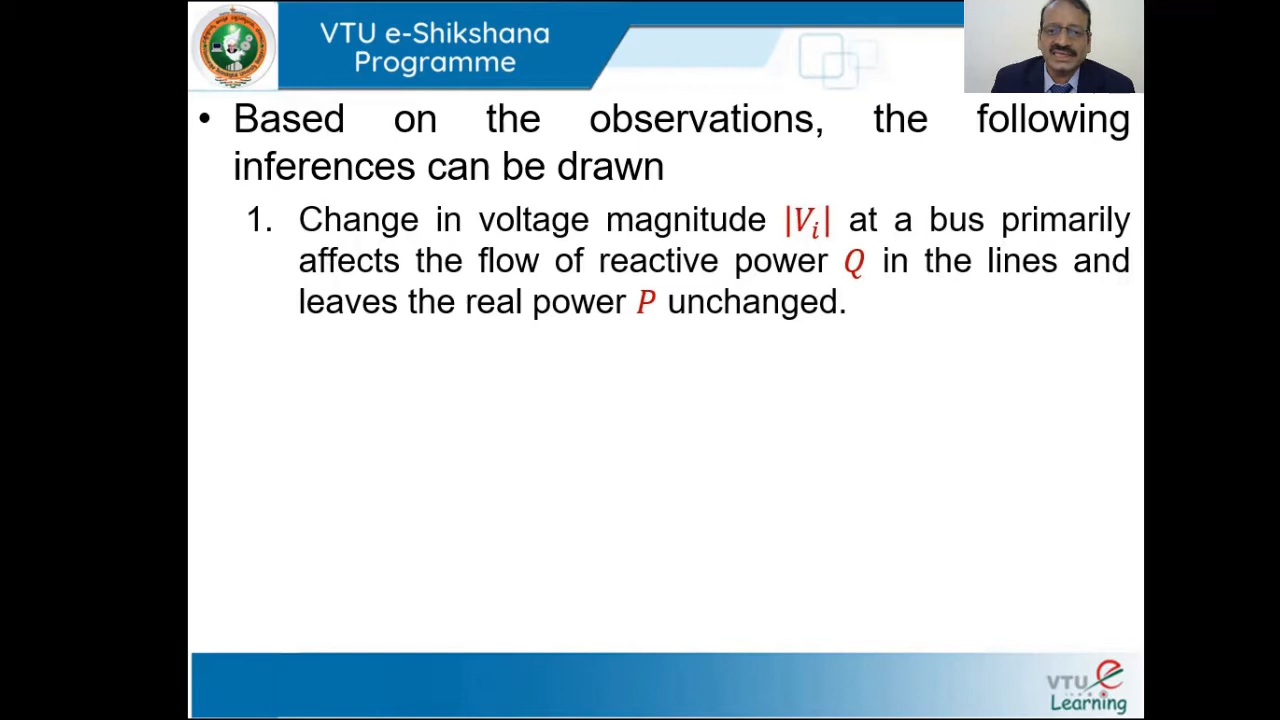 VTU e-Shikshana
Programme
• Based on the observations, the following
inferences can be drawn
1. Change in voltage magnitude |Vᵢ| at a bus primarily
affects the flow of reactive power Q in the lines and
leaves the real power P unchanged.
VTU e
Learning